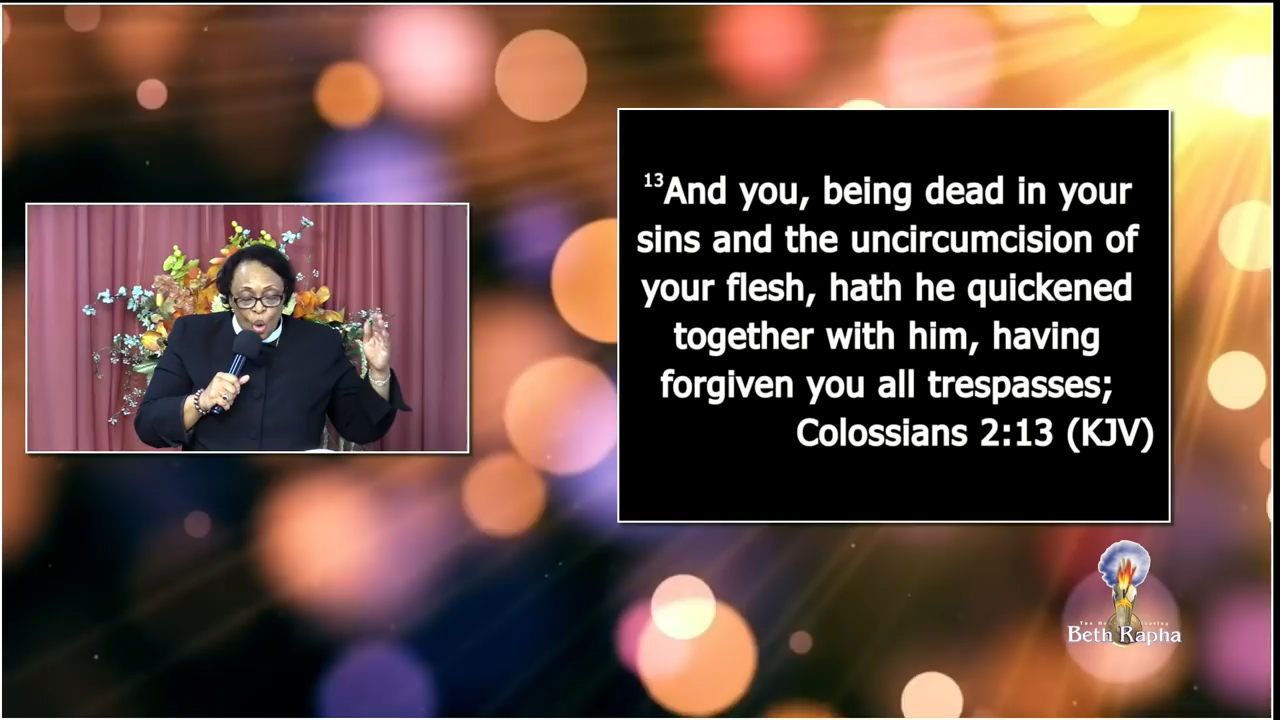 ¹³And you, being dead in your
sins and the uncircumcision of
your flesh, hath he quickened
together with him, having
forgiven you all trespasses;
Colossians 2:13 (KJV)
Beth Rapha